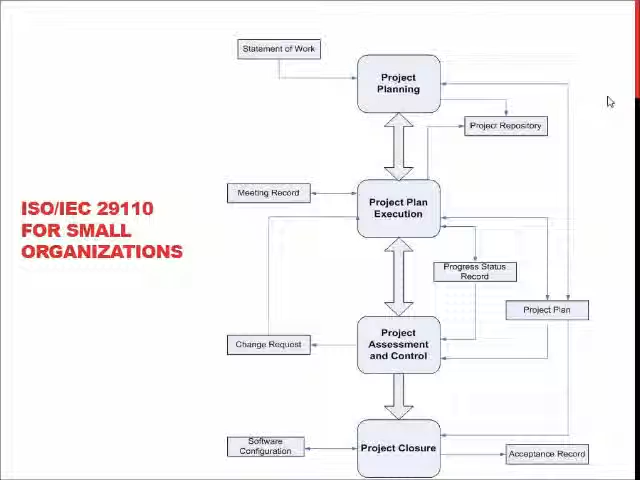 Statement of Work
Project
Planning
Project Repository
Meeting Record
Project Plan
Execution
ISO/IEC 29110
FOR SMALL
ORGANIZATIONS
Progress Status
Record
Project Plan
Project
Assessment
and Control
Change Request
Software
Configuration
Project Closure
Acceptance Record